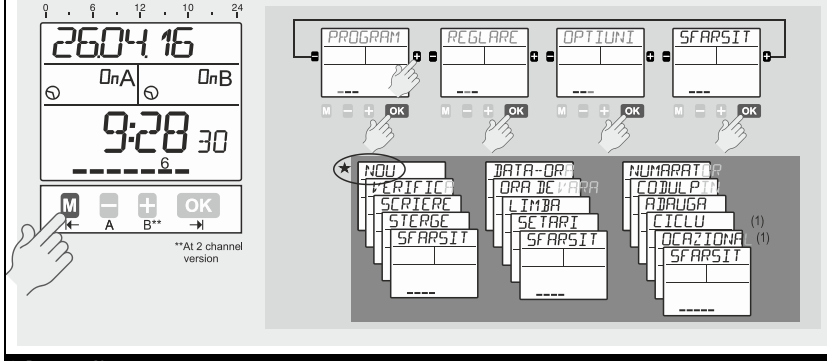 0 6 12 10 24
26.04.16
OnA OnB
9:28 30
6
M - + OK
A B**
**At 2 channel
version
PROGRAM REGLARE OPTIUNI SFARSIT
M - + OK M - + OK M - + OK M - + OK
NOU
VERIFICA
SCRIERE
STERGE
SFARSIT
DATA-ORA
ORA DE VARA
LIMBA
SETARI
SFARSIT
NUMARATOR
CODULPIN
ADAUGA
CICLU (1)
OCAZIONAL (1)
SFARSIT